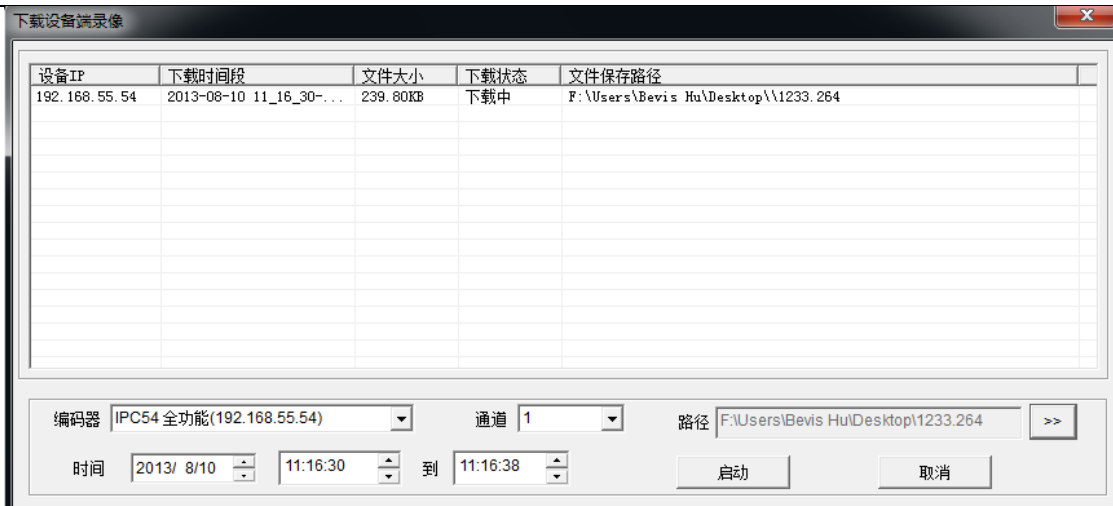 下载设备端录像
设备IP 下载时间段 文件大小 下载状态 文件保存路径
192.168.55.54 2013-08-10 11_16_30-... 239.80KB 下载中 F:\Users\Bevis Hu\Desktop\\1233.264
编码器 IPC54 全功能(192.168.55.54) 通道 1 路径 F:\Users\Bevis Hu\Desktop\1233.264 >>
时间 2013/ 8/10 11:16:30 到 11:16:38 启动 取消